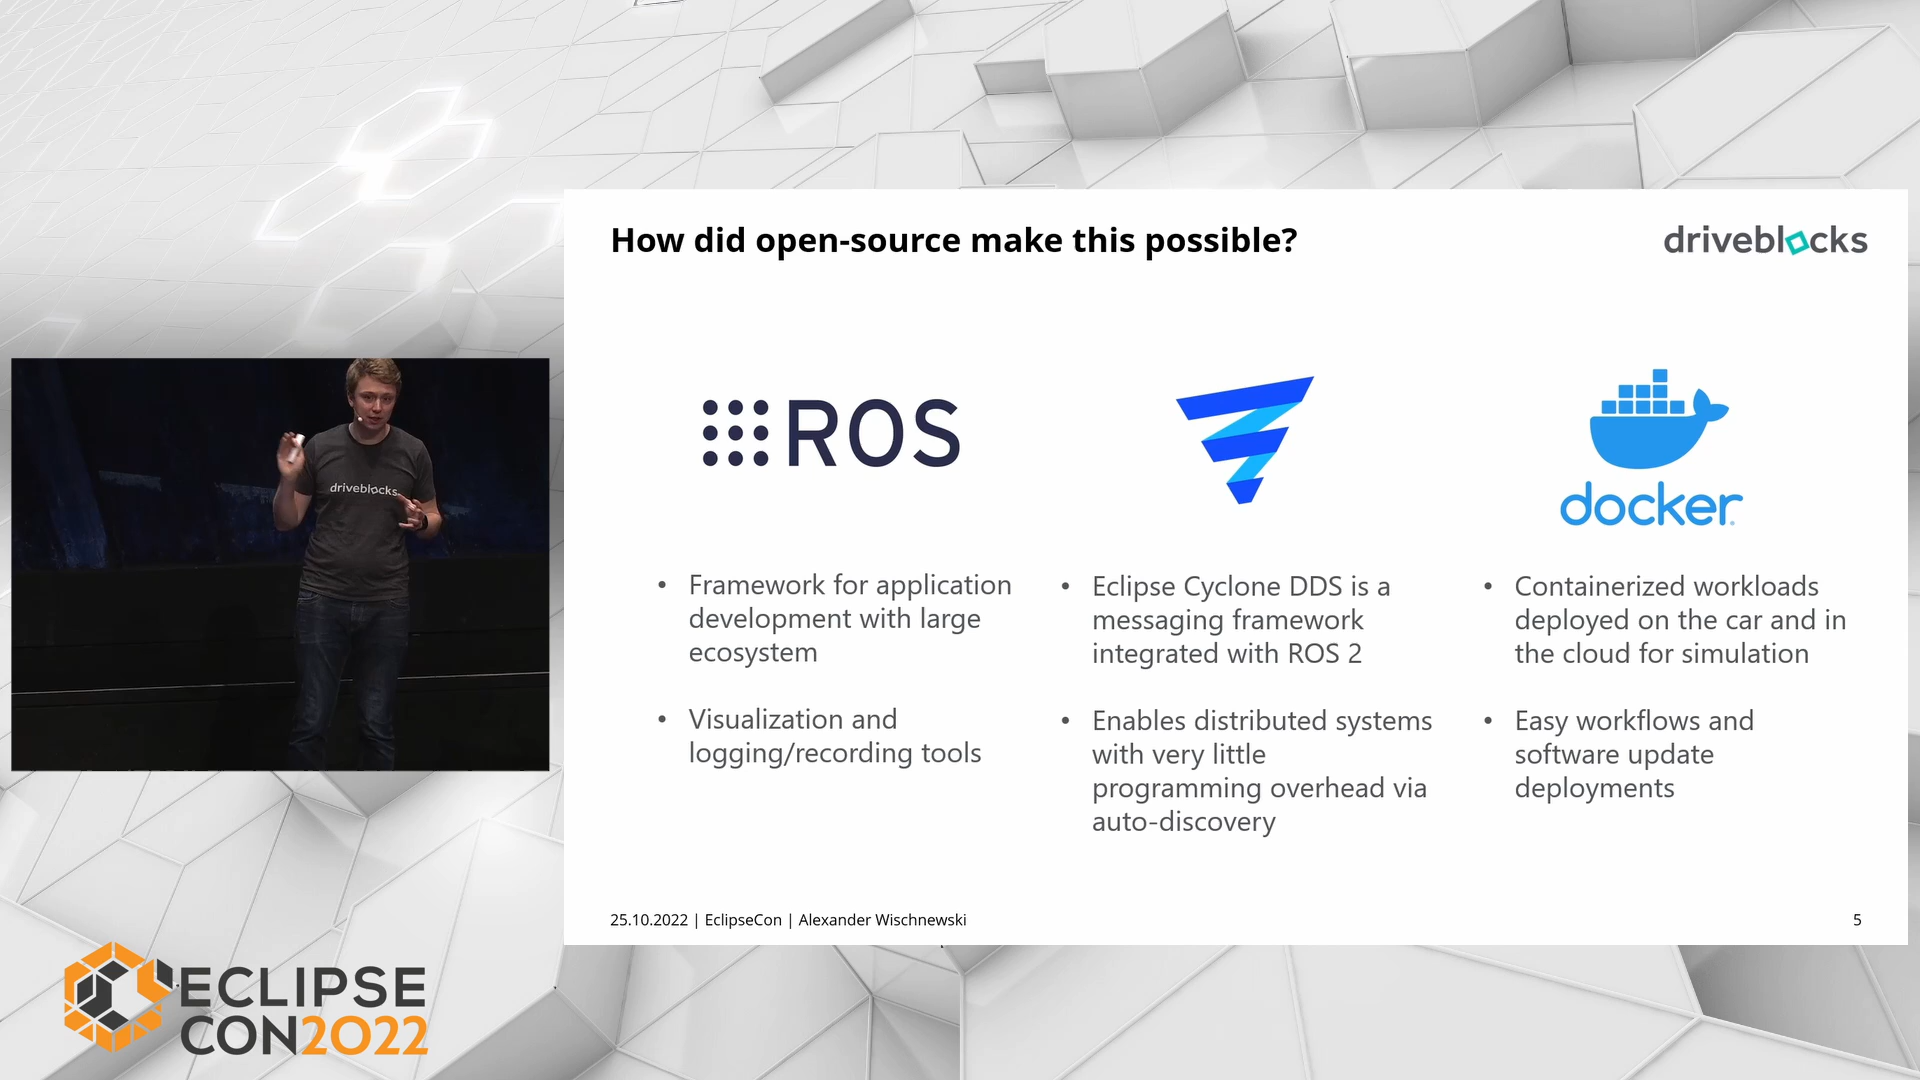 How did open-source make this possible?
driveblocks
ROS
docker
• Framework for application
development with large
ecosystem
• Visualization and
logging/recording tools
• Eclipse Cyclone DDS is a
messaging framework
integrated with ROS 2
• Enables distributed systems
with very little
programming overhead via
auto-discovery
• Containerized workloads
deployed on the car and in
the cloud for simulation
• Easy workflows and
software update
deployments
25.10.2022 | EclipseCon | Alexander Wischnewski
5
driveblocks
ECLIPSE
CON2022